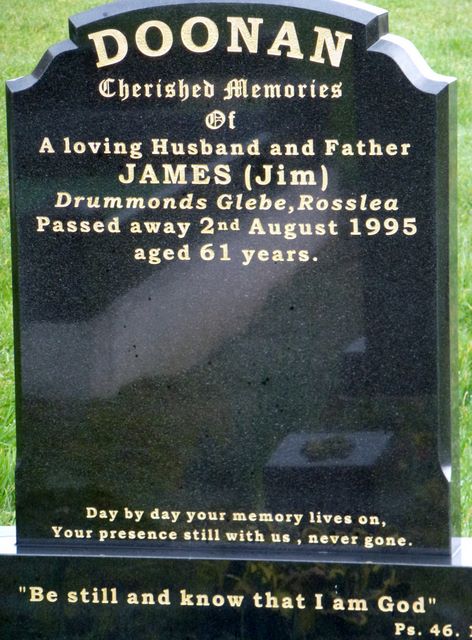 DOONAN
Cherished Memories
Of
A loving Husband and Father
JAMES (Jim)
Drummonds Glebe,Rosslea
Passed away 2nd August 1995
aged 61 years.
Day by day your memory lives on,
Your presence still with us , never gone.
"Be still and know that I am God"
Ps. 46.